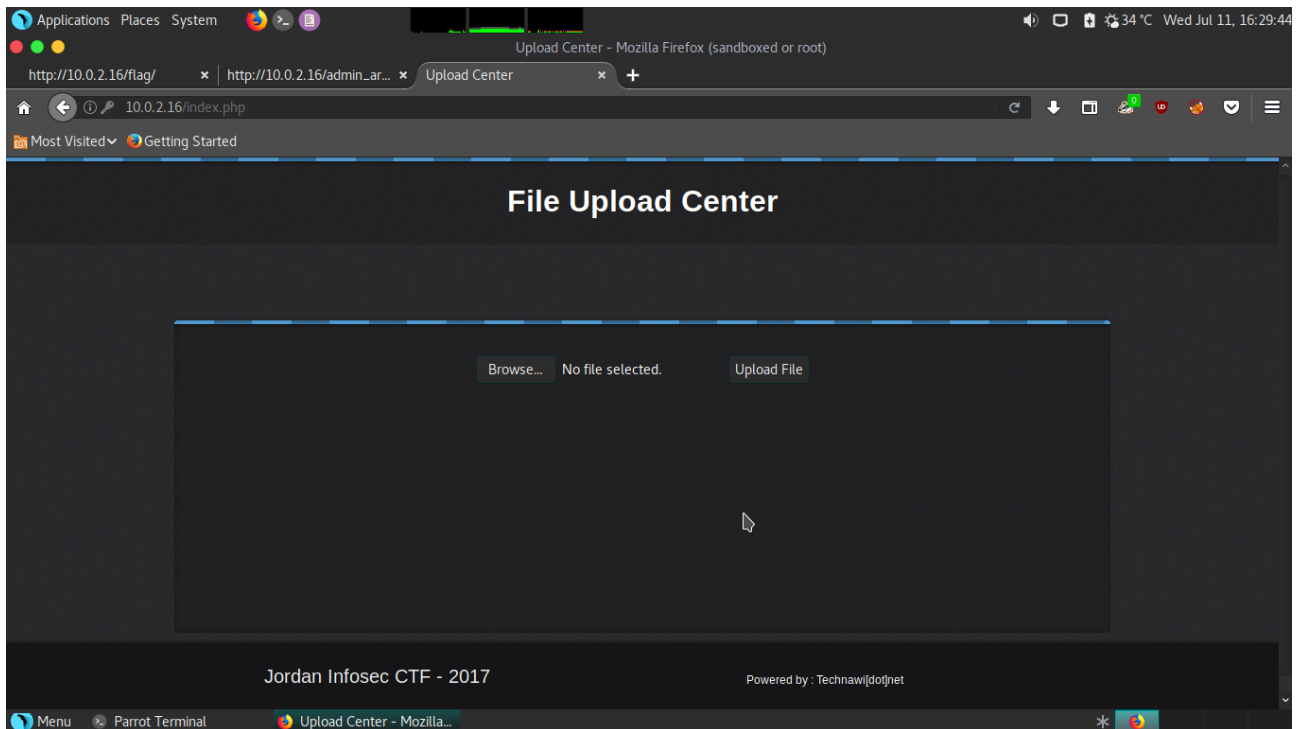 Applications Places System 34 °C Wed Jul 11, 16:29:44
Upload Center - Mozilla Firefox (sandboxed or root)
http://10.0.2.16/flag/ × http://10.0.2.16/admin_ar... × Upload Center × +
10.0.2.16/index.php
Most Visited Getting Started
File Upload Center
Browse... No file selected. Upload File
Jordan Infosec CTF - 2017 Powered by : Technawi[dot]net
Menu Parrot Terminal Upload Center - Mozilla...